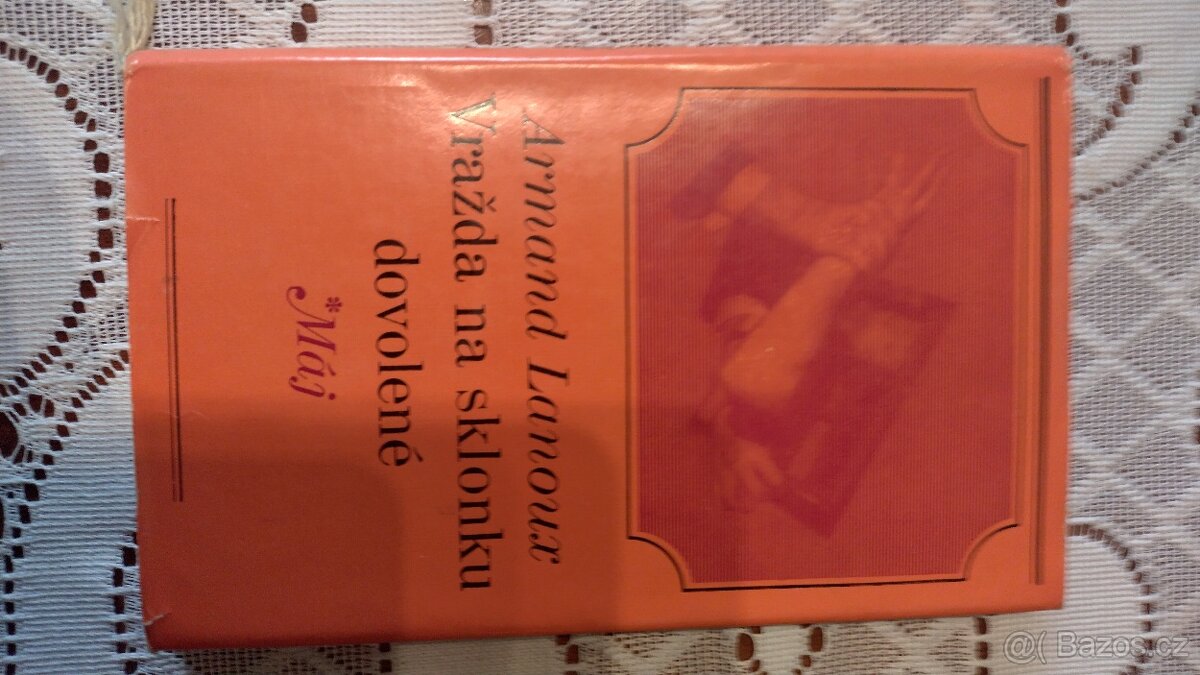 Armand Lanoux
Vražda na sklonku
dovolené
*Máj
Bazos.cz